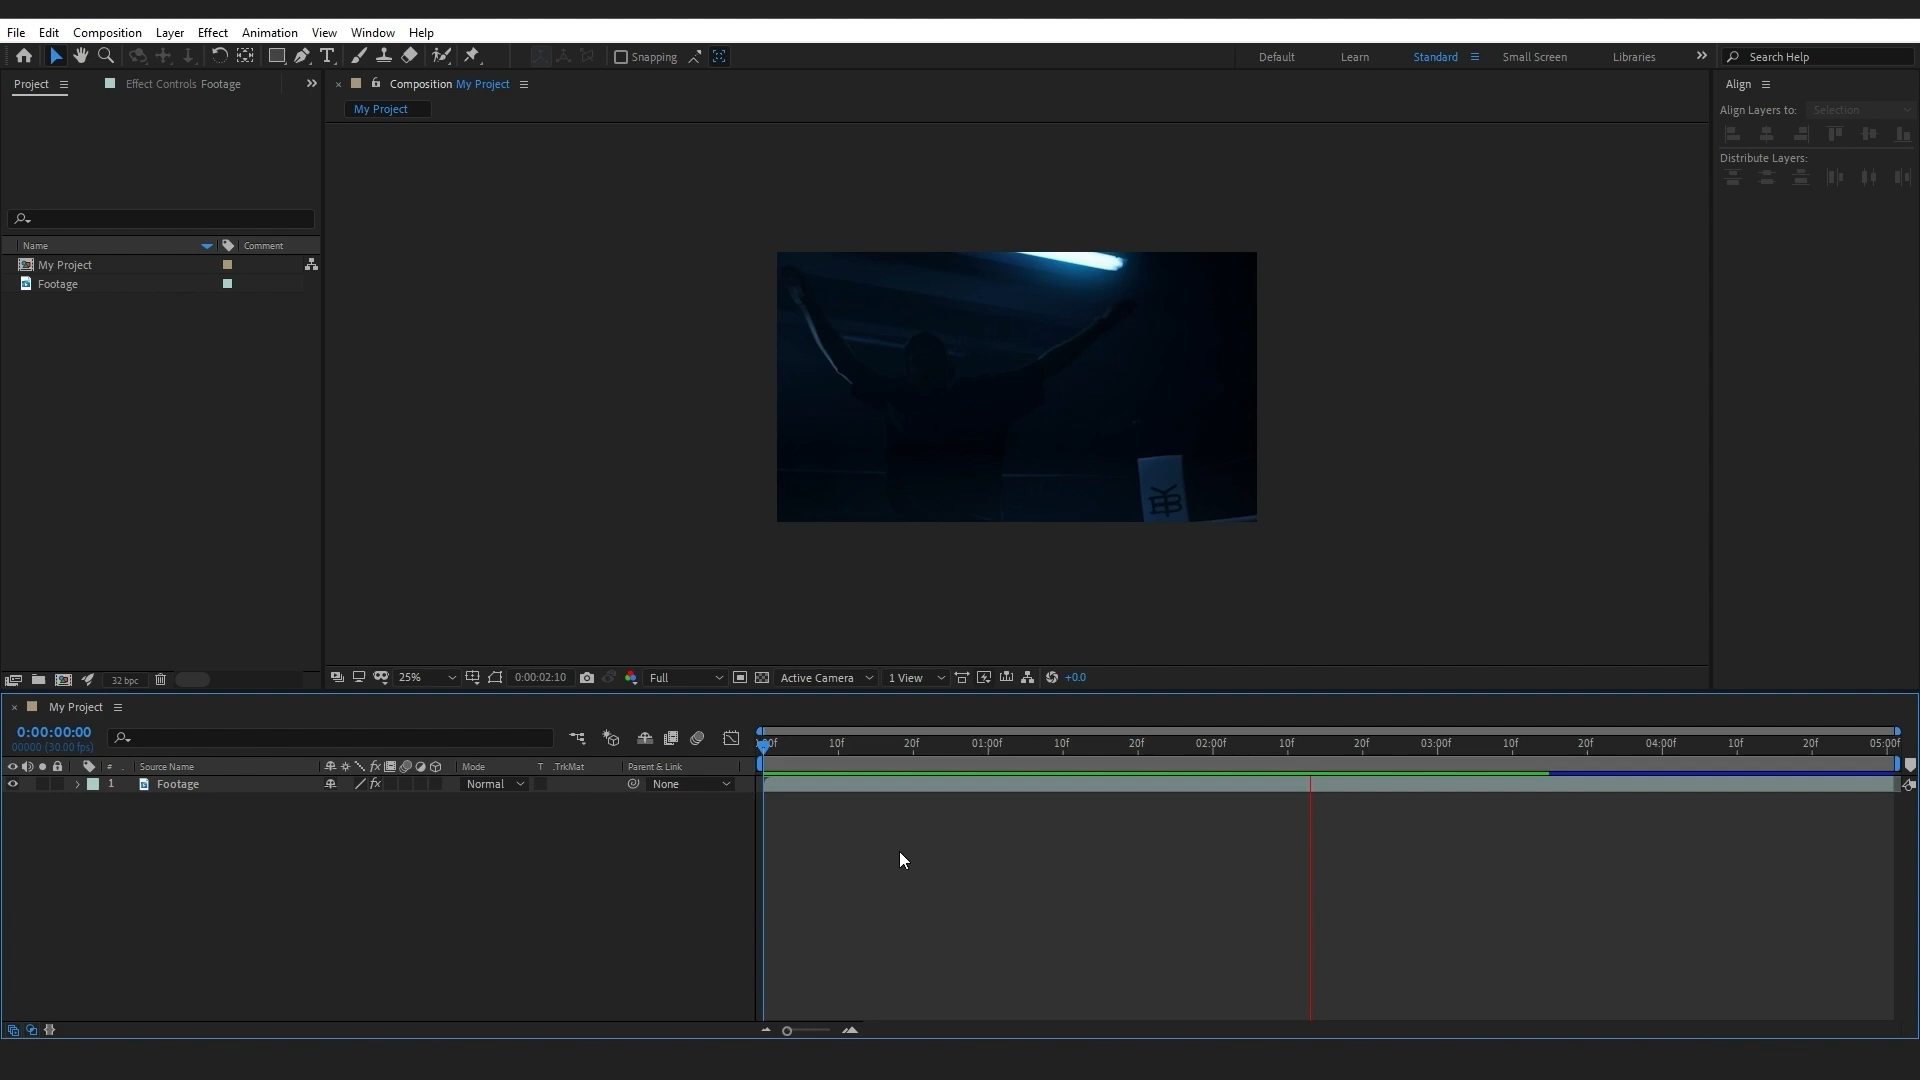 File Edit Composition Layer Effect Animation View Window Help
Snapping
Default Learn Standard Small Screen Libraries
Search Help
Project
Effect Controls Footage
Composition My Project
Align
My Project
Align Layers to: Selection
Distribute Layers:
Name Comment
My Project
Footage
32 bpc
25% 0:00:02:10 Full Active Camera 1 View +0.0
My Project
0:00:00:00
00000 (30.00 fps)
10f 20f 01:00f 10f 20f 02:00f 10f 20f 03:00f 10f 20f 04:00f 10f 20f 05:00f
# Source Name fx Mode T .TrkMat Parent & Link
1 Footage fx Normal None